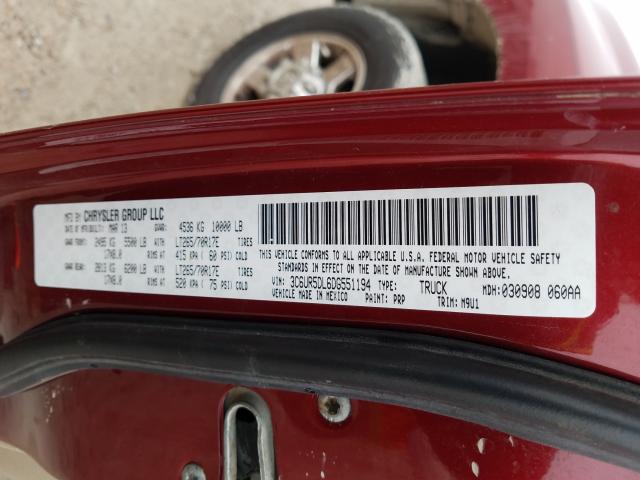 MFD BY CHRYSLER GROUP LLC
DATE OF MFR MAR 13 GVWR: 4536 KG 10000 LB
GAWR FRONT: 2495 KG 5500 LB WITH LT265/70R17E TIRES
17X8.0 415 KPA ( 60 PSI) COLD
GAWR REAR: 2813 KG 6200 LB WITH LT265/70R17E TIRES
17X8.0 520 KPA ( 75 PSI) COLD
THIS VEHICLE CONFORMS TO ALL APPLICABLE U.S.A. FEDERAL MOTOR VEHICLE SAFETY
STANDARDS IN EFFECT ON THE DATE OF MANUFACTURE SHOWN ABOVE.
VIN: 3C6UR5DL6DG551194 TYPE: TRUCK MDH: 030908 060AA
VEHICLE MADE IN MEXICO PAINT: PRP TRIM: M9U1